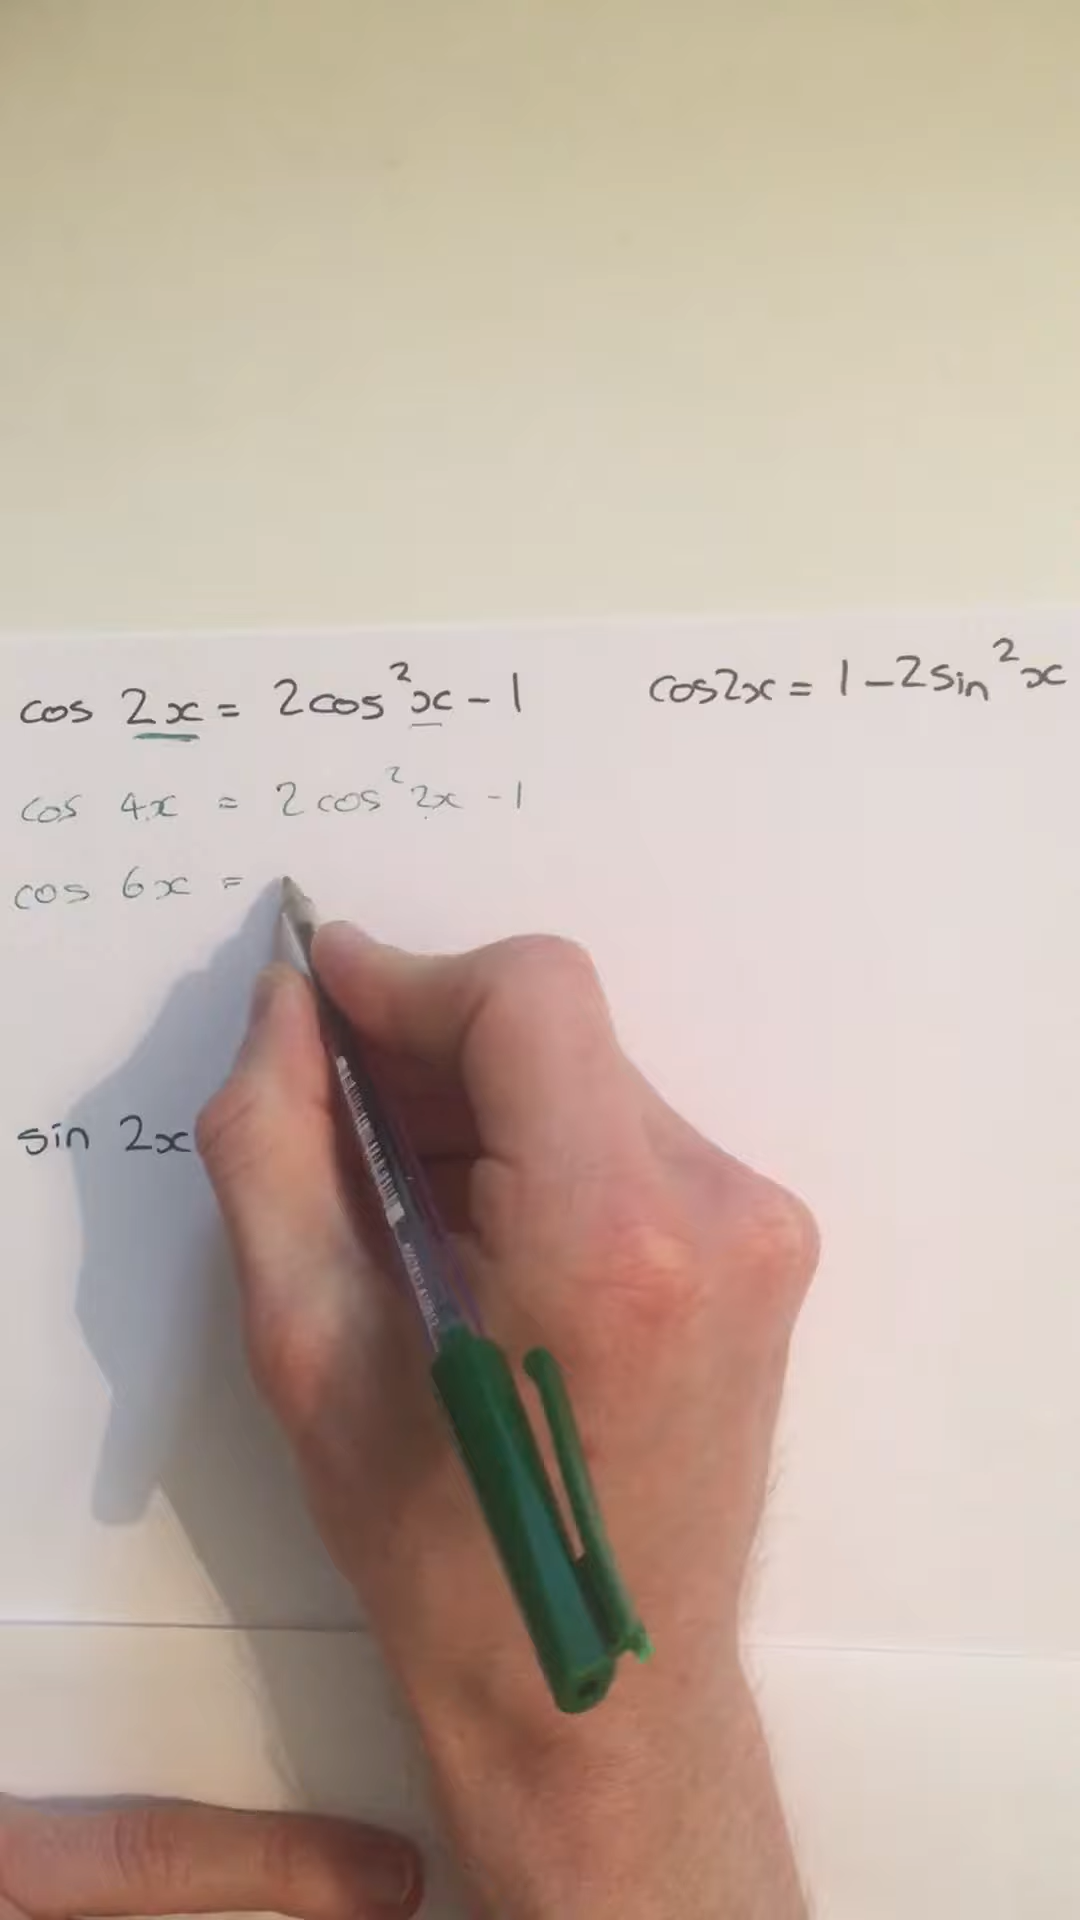 cos 2x = 2cos²x - 1
cos2x = 1 - 2sin²x
cos 4x = 2cos²2x - 1
cos 6x =
sin 2x